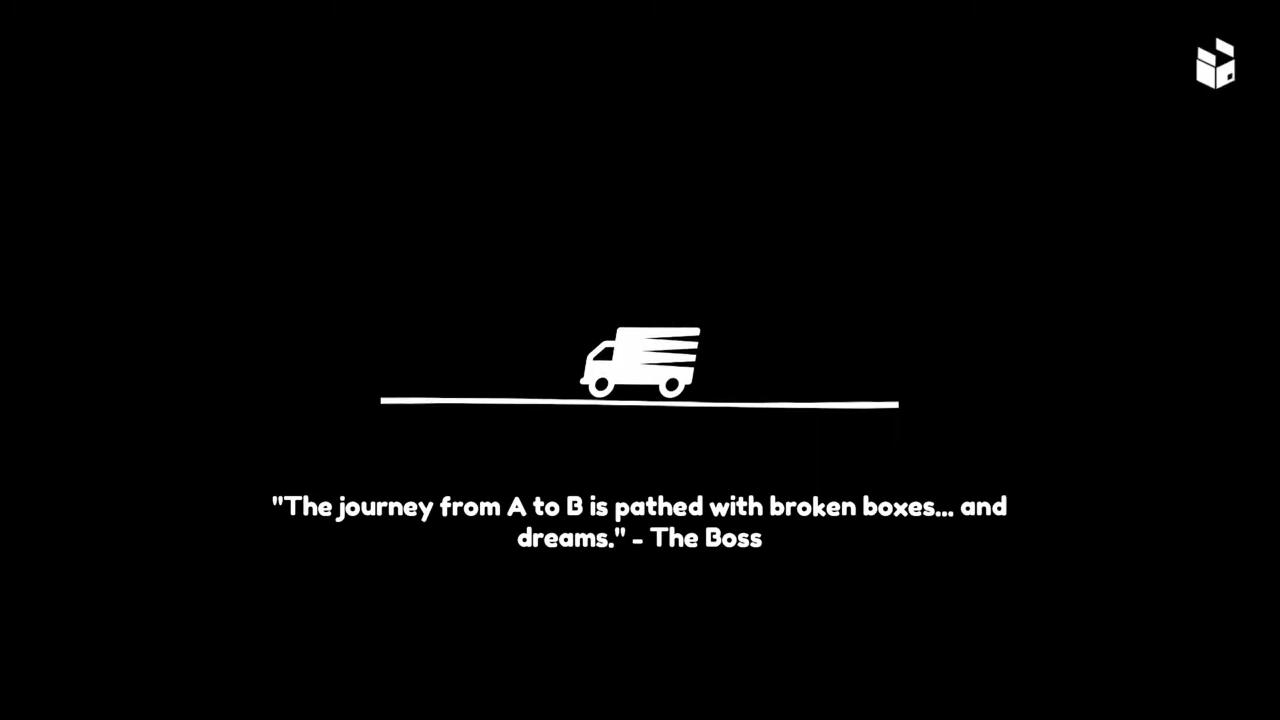 "The journey from A to B is pathed with broken boxes... and
dreams." - The Boss